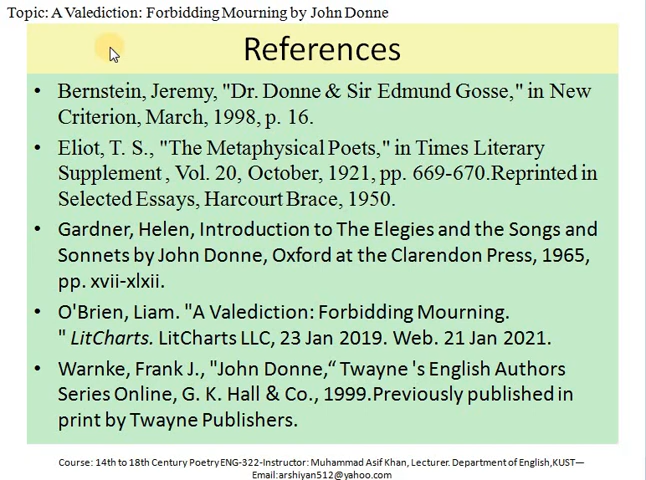 Topic: A Valediction: Forbidding Mourning by John Donne
References
• Bernstein, Jeremy, "Dr. Donne & Sir Edmund Gosse," in New
Criterion, March, 1998, p. 16.
• Eliot, T. S., "The Metaphysical Poets," in Times Literary
Supplement , Vol. 20, October, 1921, pp. 669-670.Reprinted in
Selected Essays, Harcourt Brace, 1950.
• Gardner, Helen, Introduction to The Elegies and the Songs and
Sonnets by John Donne, Oxford at the Clarendon Press, 1965,
pp. xvii-xlxii.
• O'Brien, Liam. "A Valediction: Forbidding Mourning.
" LitCharts. LitCharts LLC, 23 Jan 2019. Web. 21 Jan 2021.
• Warnke, Frank J., "John Donne,“ Twayne 's English Authors
Series Online, G. K. Hall & Co., 1999.Previously published in
print by Twayne Publishers.
Course: 14th to 18th Century Poetry ENG-322-Instructor: Muhammad Asif Khan, Lecturer. Department of English,KUST—
Email:arshiyan512@yahoo.com